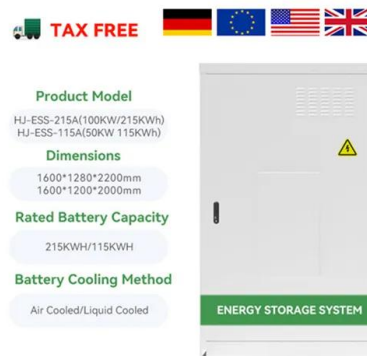 TAX FREE
Product Model
HJ-ESS-215A(100KW/215KWh)
HJ-ESS-115A(50KW 115KWh)
Dimensions
1600*1280*2200mm
1600*1200*2000mm
Rated Battery Capacity
215KWH/115KWH
Battery Cooling Method
Air Cooled/Liquid Cooled
ENERGY STORAGE SYSTEM